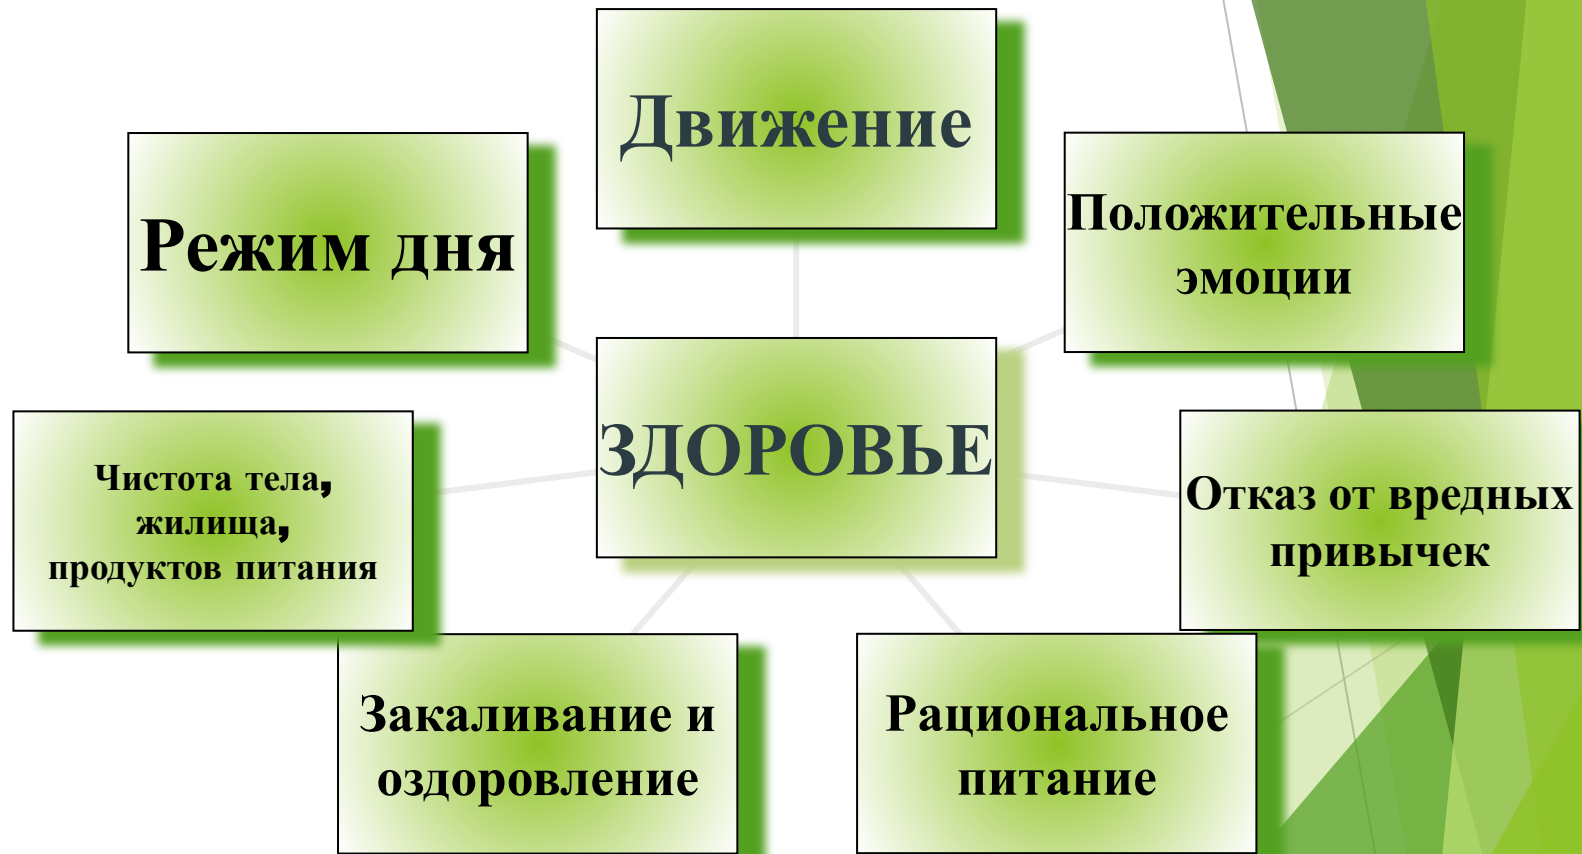 Движение
Режим дня
Положительные
эмоции
ЗДОРОВЬЕ
Чистота тела,
жилища,
продуктов питания
Отказ от вредных
привычек
Закаливание и
оздоровление
Рациональное
питание